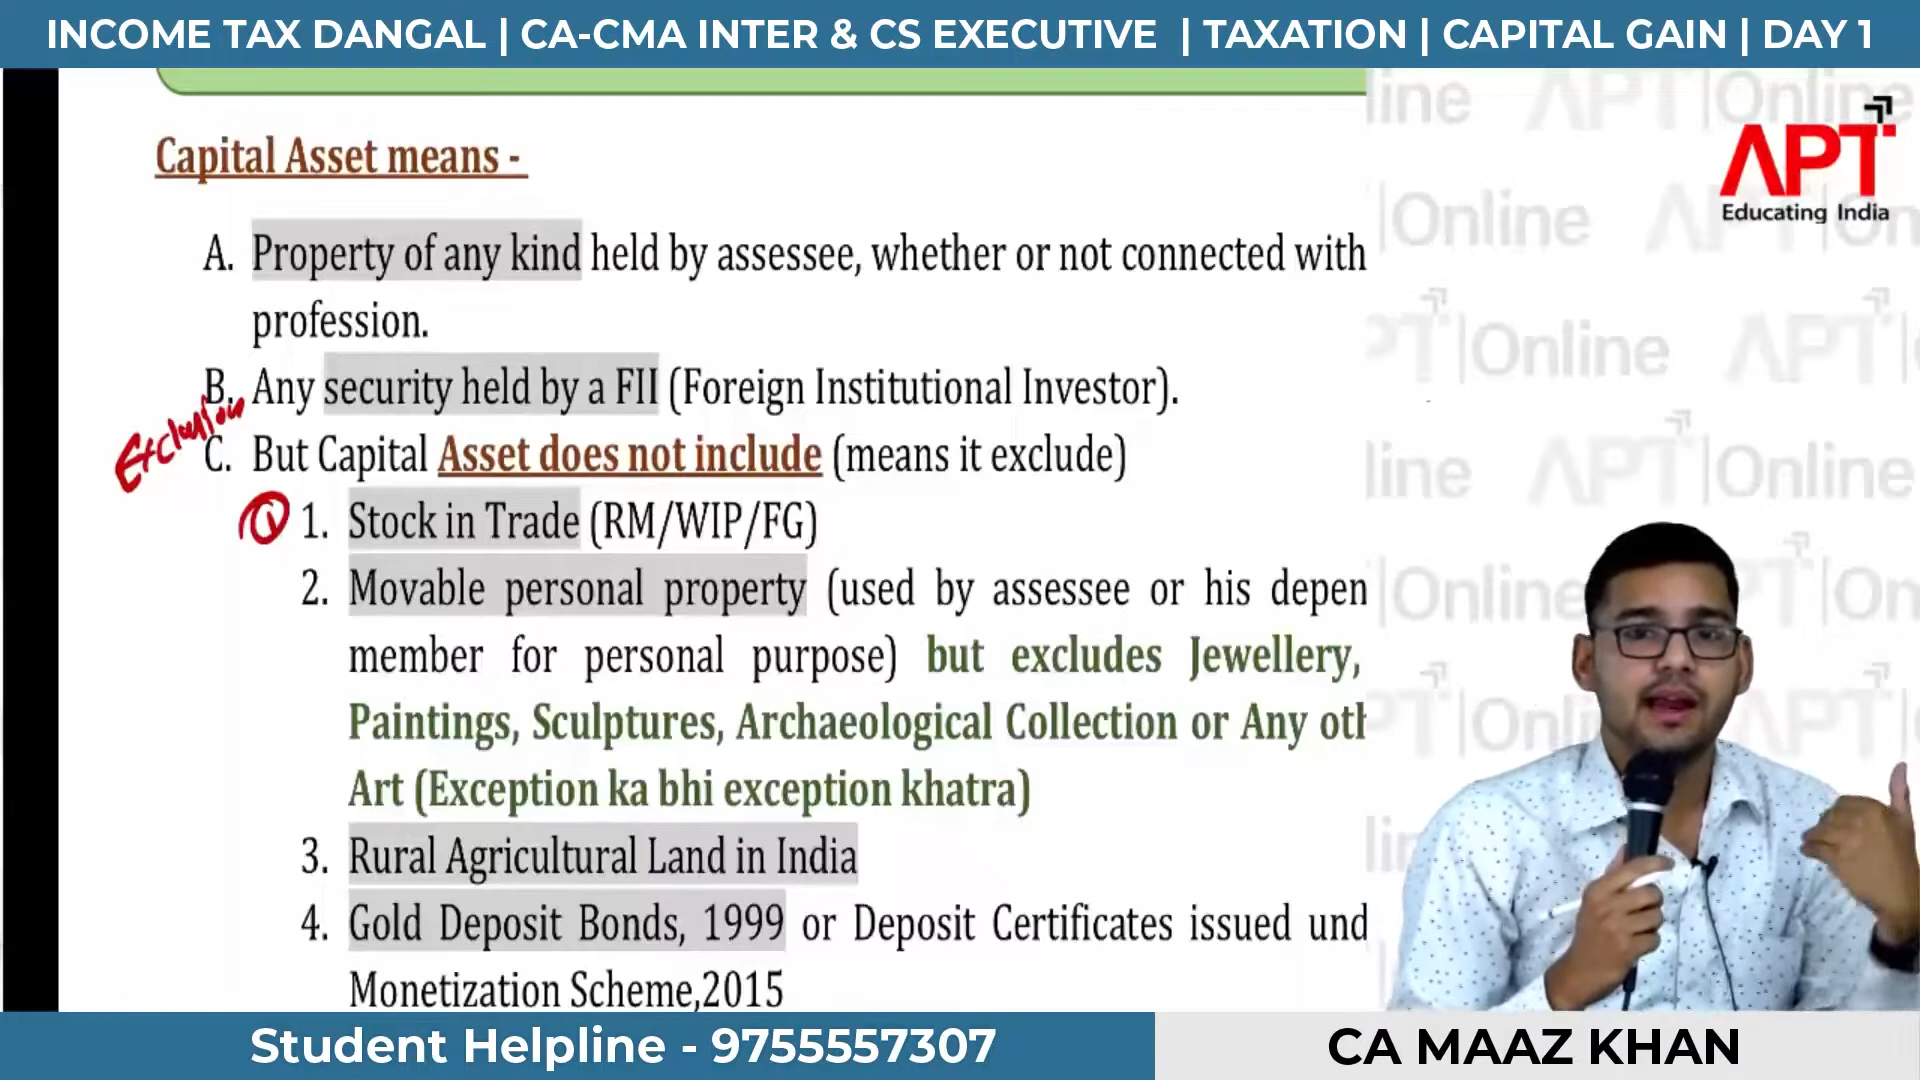 INCOME TAX DANGAL | CA-CMA INTER & CS EXECUTIVE | TAXATION | CAPITAL GAIN | DAY 1
APT
Educating India
Capital Asset means -
A. Property of any kind held by assessee, whether or not connected with
profession.
B. Any security held by a FII (Foreign Institutional Investor).
Exclusion
C. But Capital Asset does not include (means it exclude)
1. Stock in Trade (RM/WIP/FG)
2. Movable personal property (used by assessee or his depen
member for personal purpose) but excludes Jewellery,
Paintings, Sculptures, Archaeological Collection or Any oth
Art (Exception ka bhi exception khatra)
3. Rural Agricultural Land in India
4. Gold Deposit Bonds, 1999 or Deposit Certificates issued und
Monetization Scheme,2015
Student Helpline - 9755557307
CA MAAZ KHAN